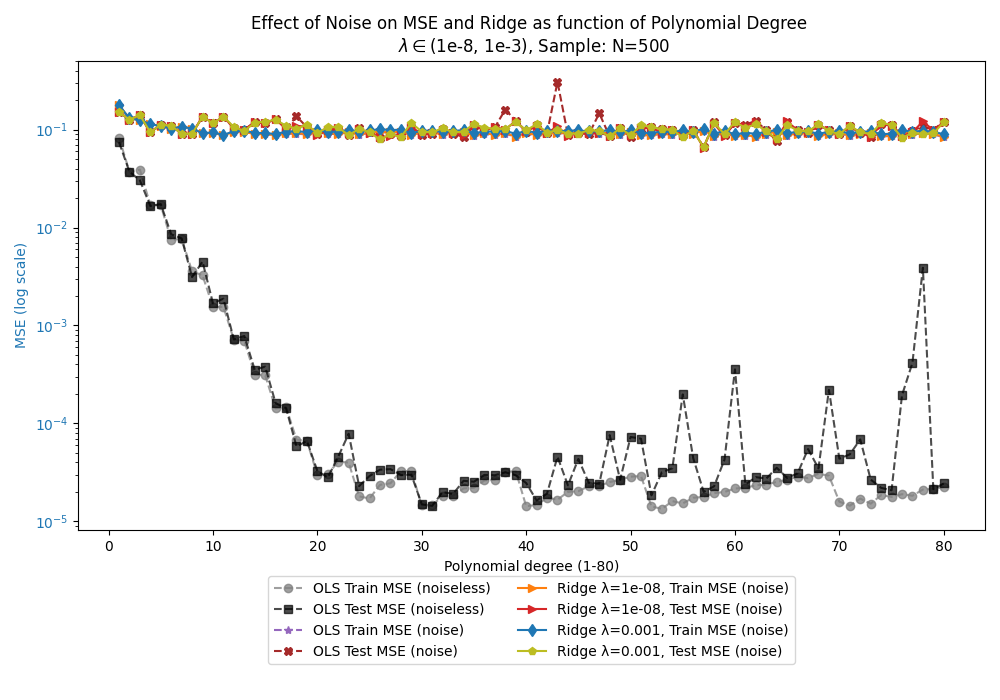 Effect of Noise on MSE and Ridge as function of Polynomial Degree
λ ∈ (1e-8, 1e-3), Sample: N=500
MSE (log scale)
10⁻¹
10⁻²
10⁻³
10⁻⁴
10⁻⁵
0 10 20 30 40 50 60 70 80
Polynomial degree (1-80)
OLS Train MSE (noiseless)
OLS Test MSE (noiseless)
OLS Train MSE (noise)
OLS Test MSE (noise)
Ridge λ=1e-08, Train MSE (noise)
Ridge λ=1e-08, Test MSE (noise)
Ridge λ=0.001, Train MSE (noise)
Ridge λ=0.001, Test MSE (noise)